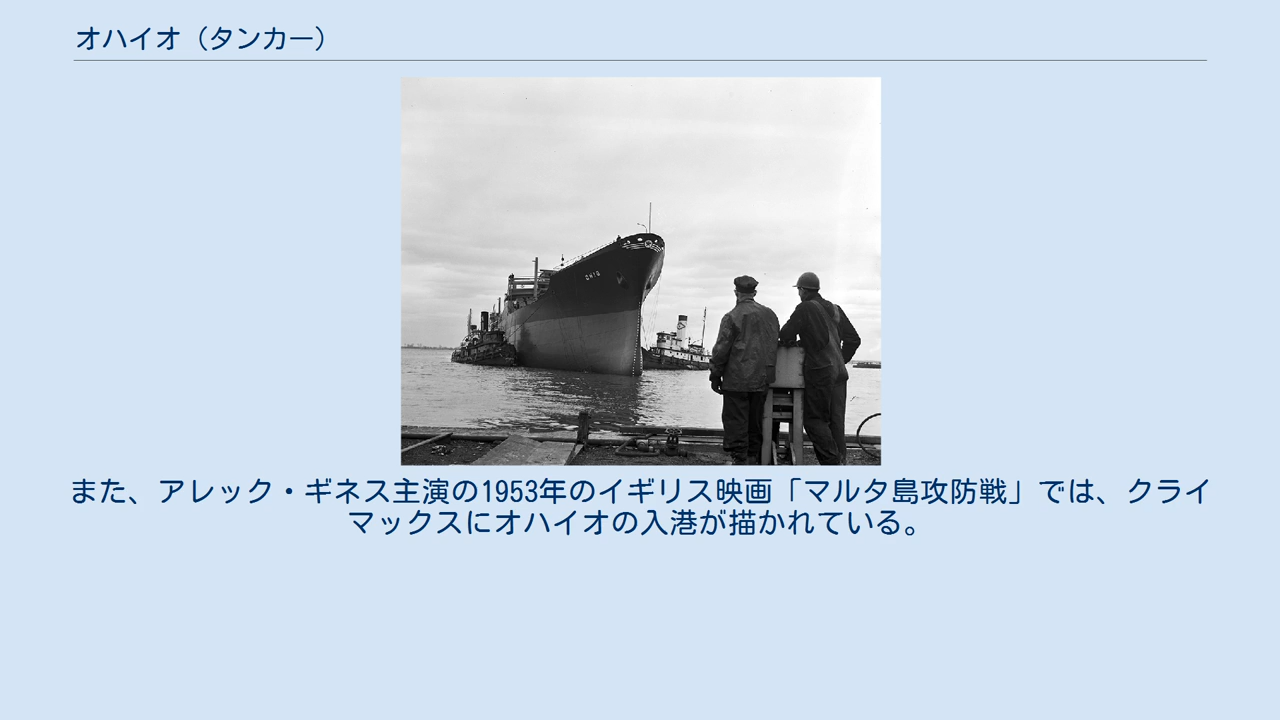 オハイオ（タンカー）
OHIO
また、アレック・ギネス主演の1953年のイギリス映画「マルタ島攻防戦」では、クライ
マックスにオハイオの入港が描かれている。